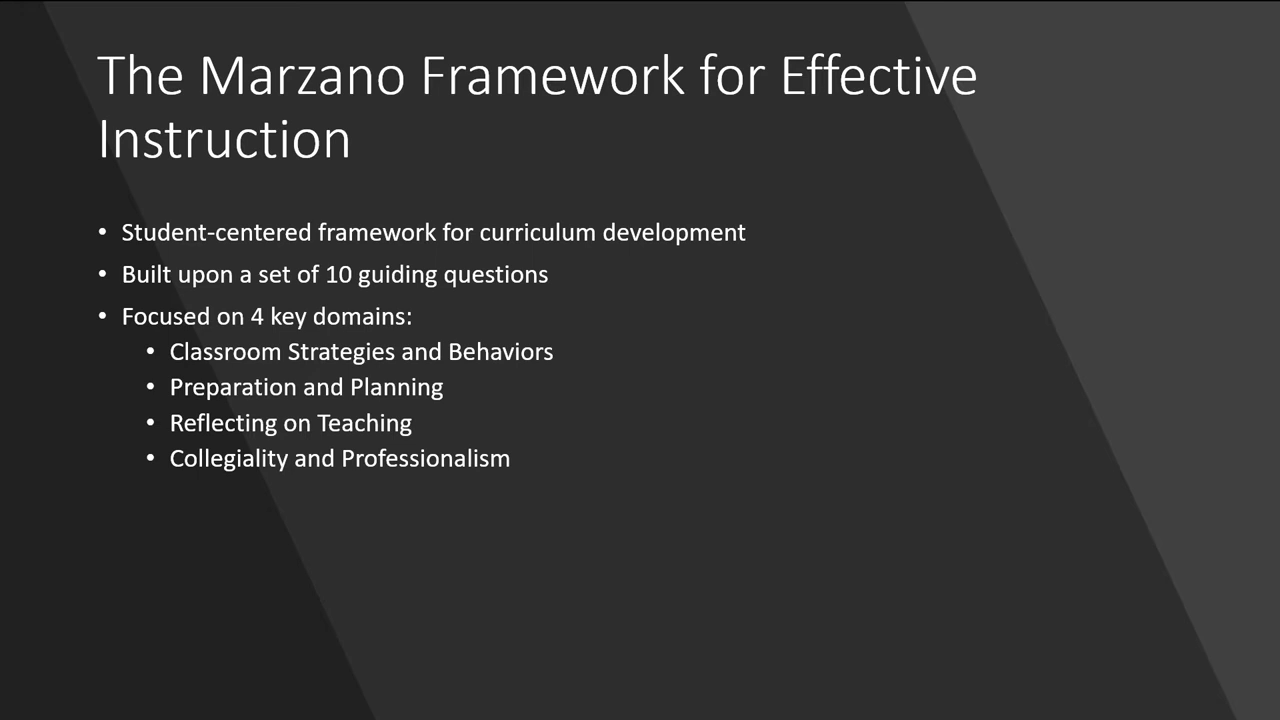 The Marzano Framework for Effective
Instruction
• Student-centered framework for curriculum development
• Built upon a set of 10 guiding questions
• Focused on 4 key domains:
• Classroom Strategies and Behaviors
• Preparation and Planning
• Reflecting on Teaching
• Collegiality and Professionalism